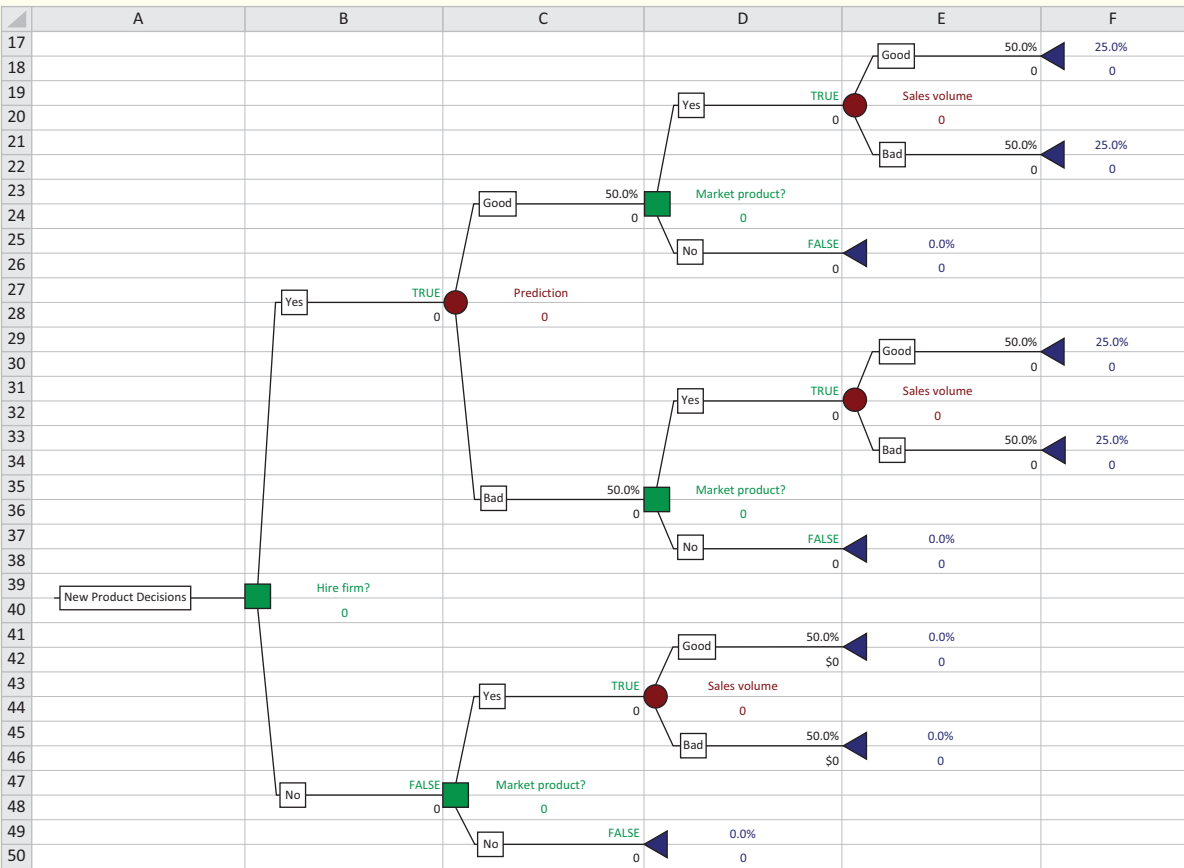 A B C D E F
17 50.0% 25.0%
Good
18 0 0
19 TRUE Sales volume
Yes
20 0 0
21 50.0% 25.0%
Bad
22 0 0
23 50.0% Market product?
Good
24 0 0
25 FALSE 0.0%
No
26 0 0
27 TRUE Prediction
Yes
28 0 0
29 50.0% 25.0%
Good
30 0 0
31 TRUE Sales volume
Yes
32 0 0
33 50.0% 25.0%
Bad
34 0 0
35 50.0% Market product?
Bad
36 0 0
37 FALSE 0.0%
No
38 0 0
39 Hire firm?
New Product Decisions
40 0
41 50.0% 0.0%
Good
42 $0 0
43 TRUE Sales volume
Yes
44 0 0
45 50.0% 0.0%
Bad
46 $0 0
47 FALSE Market product?
No
48 0 0
49 FALSE 0.0%
No
50 0 0